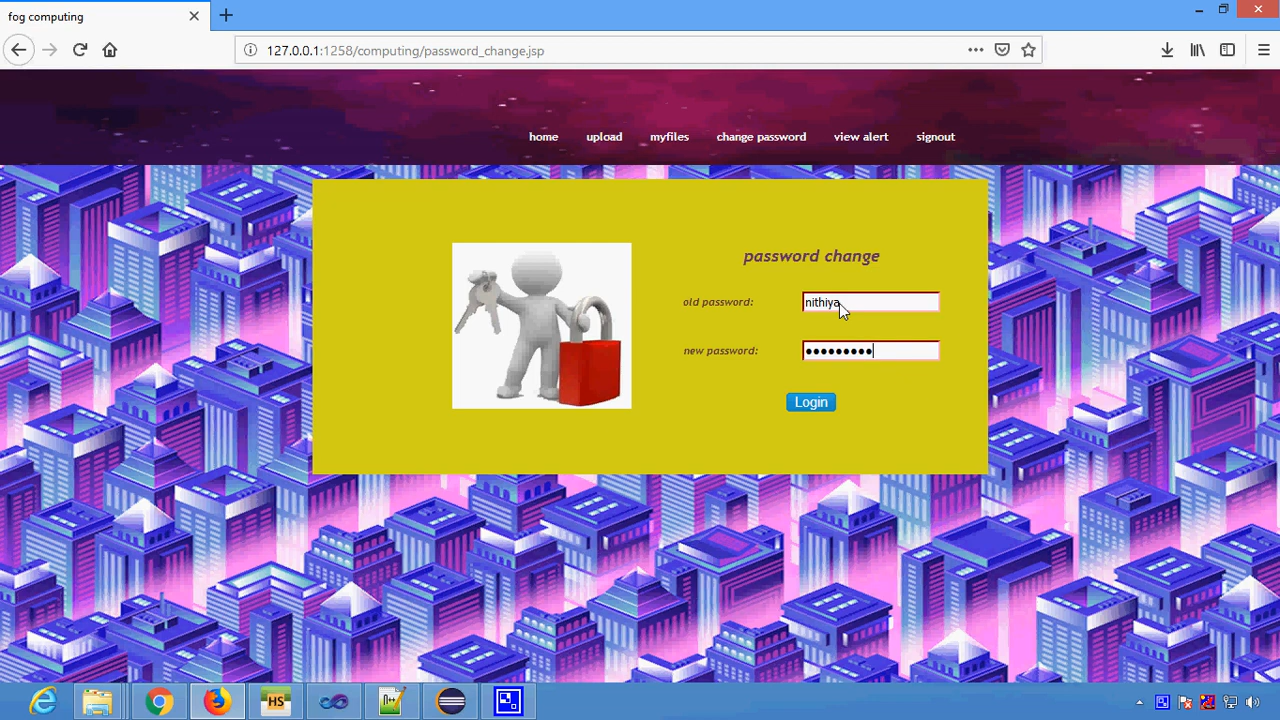 fog computing
127.0.0.1:1258/computing/password_change.jsp
home upload myfiles change password view alert signout
password change
old password: nithiya
new password: ●●●●●●●●●
Login
HS